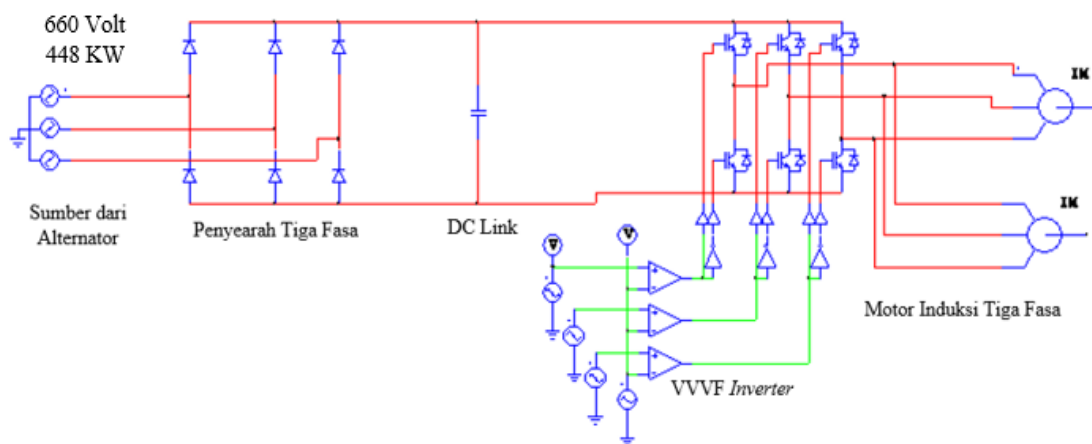 660 Volt
448 KW
Sumber dari
Alternator
Penyearah Tiga Fasa
DC Link
V
V
VVVF Inverter
IM
IM
Motor Induksi Tiga Fasa